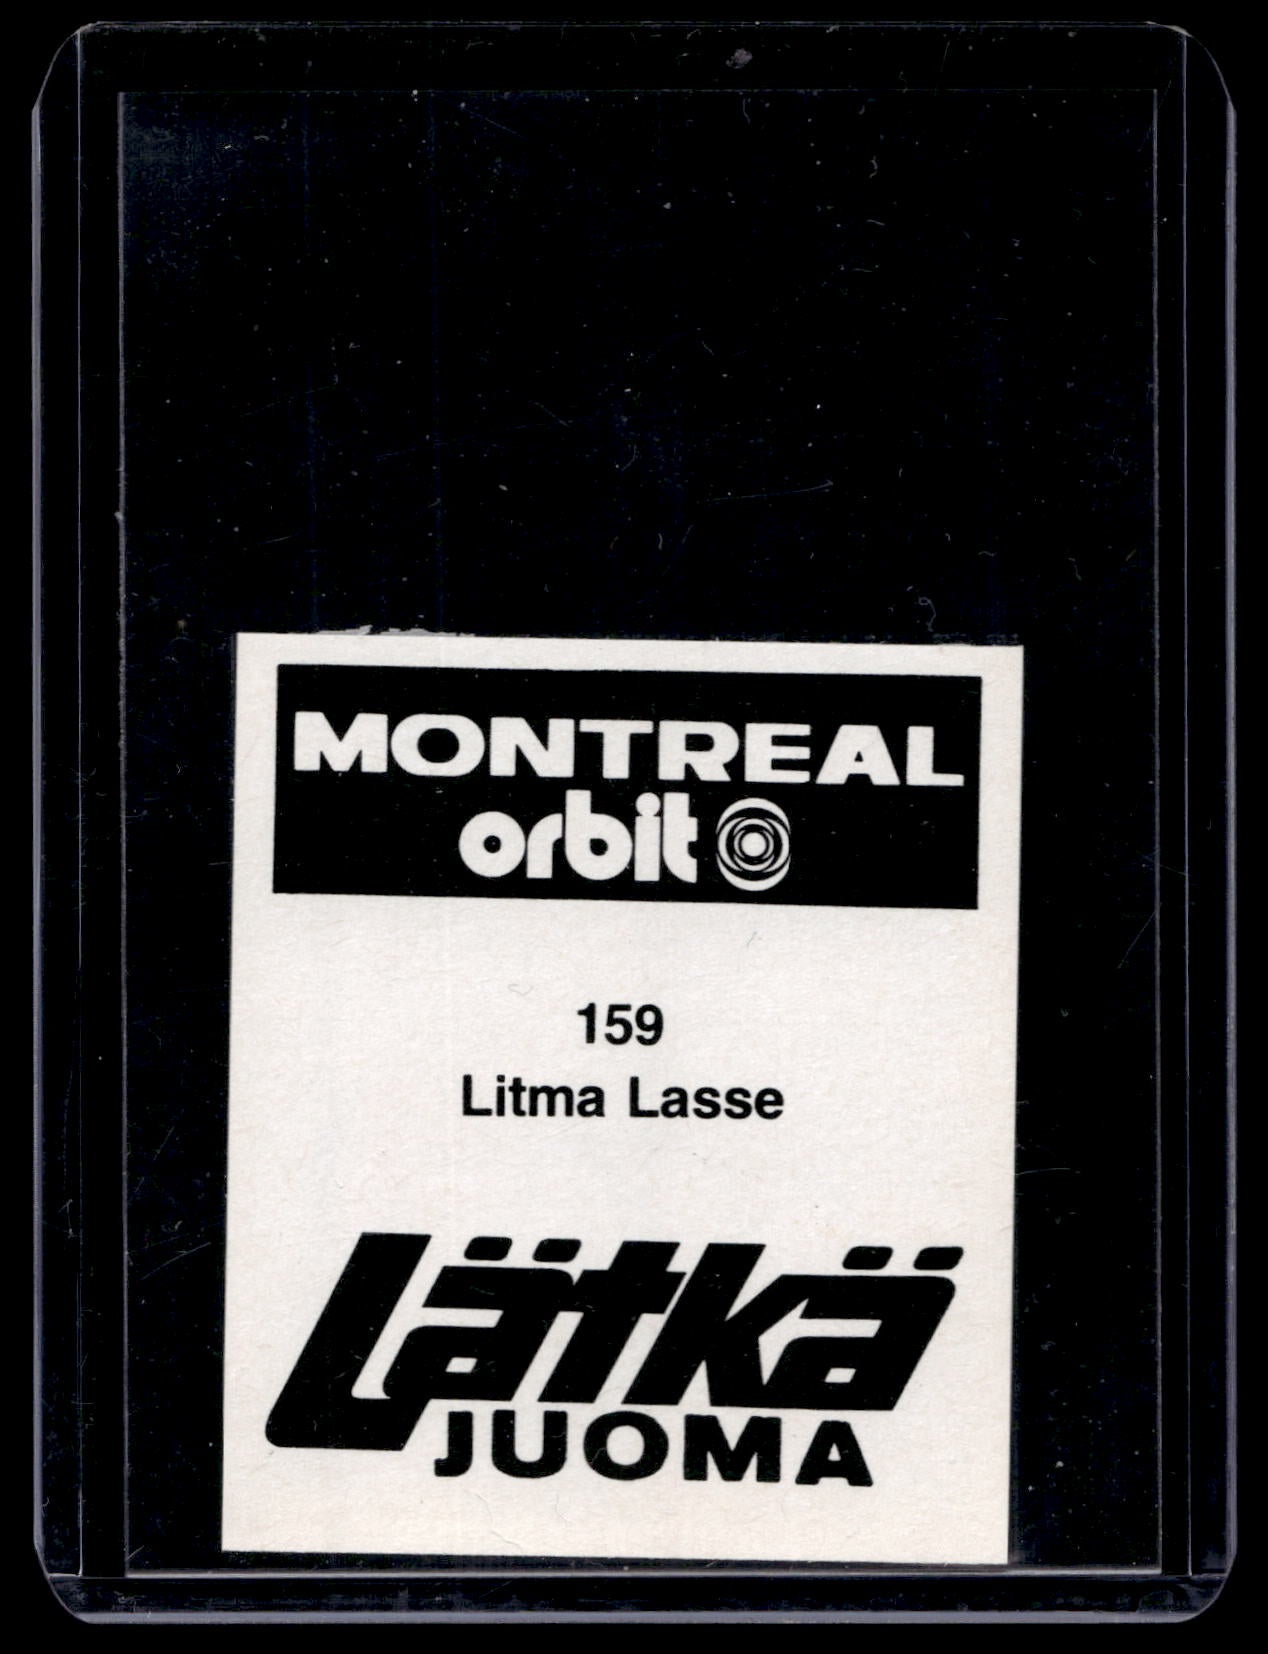 MONTREAL
orbit
159
Litma Lasse
Lätkä
JUOMA